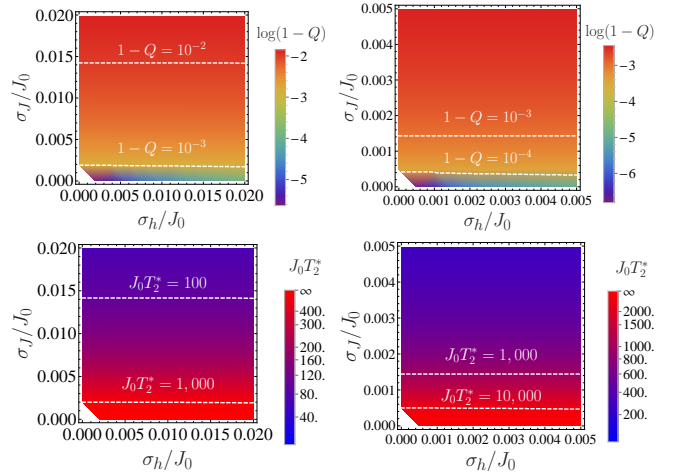 log(1 − Q)
0.020
0.015
0.010
0.005
0.000
σ_J/J_0
1 − Q = 10^{-2}
1 − Q = 10^{-3}
0.000 0.005 0.010 0.015 0.020
σ_h/J_0
-2
-3
-4
-5
log(1 − Q)
0.005
0.004
0.003
0.002
0.001
0.000
σ_J/J_0
1 − Q = 10^{-3}
1 − Q = 10^{-4}
0.000 0.001 0.002 0.003 0.004 0.005
σ_h/J_0
-3
-4
-5
-6
J_0T_2^*
0.020
0.015
0.010
0.005
0.000
σ_J/J_0
J_0T_2^* = 100
J_0T_2^* = 1,000
0.000 0.005 0.010 0.015 0.020
σ_h/J_0
∞
400.
300.
200.
160.
120.
80.
40.
J_0T_2^*
0.005
0.004
0.003
0.002
0.001
0.000
σ_J/J_0
J_0T_2^* = 1,000
J_0T_2^* = 10,000
0.000 0.001 0.002 0.003 0.004 0.005
σ_h/J_0
∞
2000.
1500.
1000.
800.
600.
400.
200.